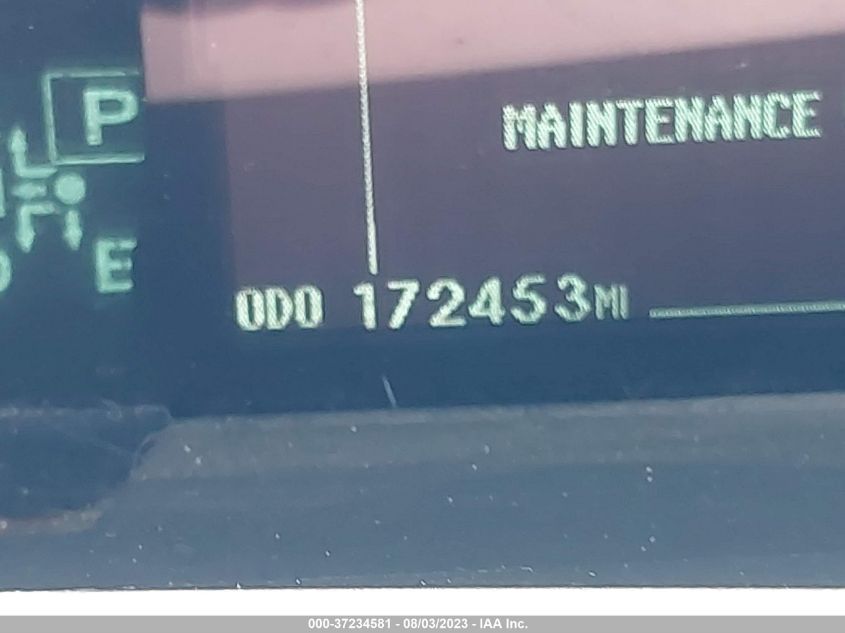 P
MAINTENANCE
E
ODO 172453MI
000-37234581 - 08/03/2023 - IAA Inc.